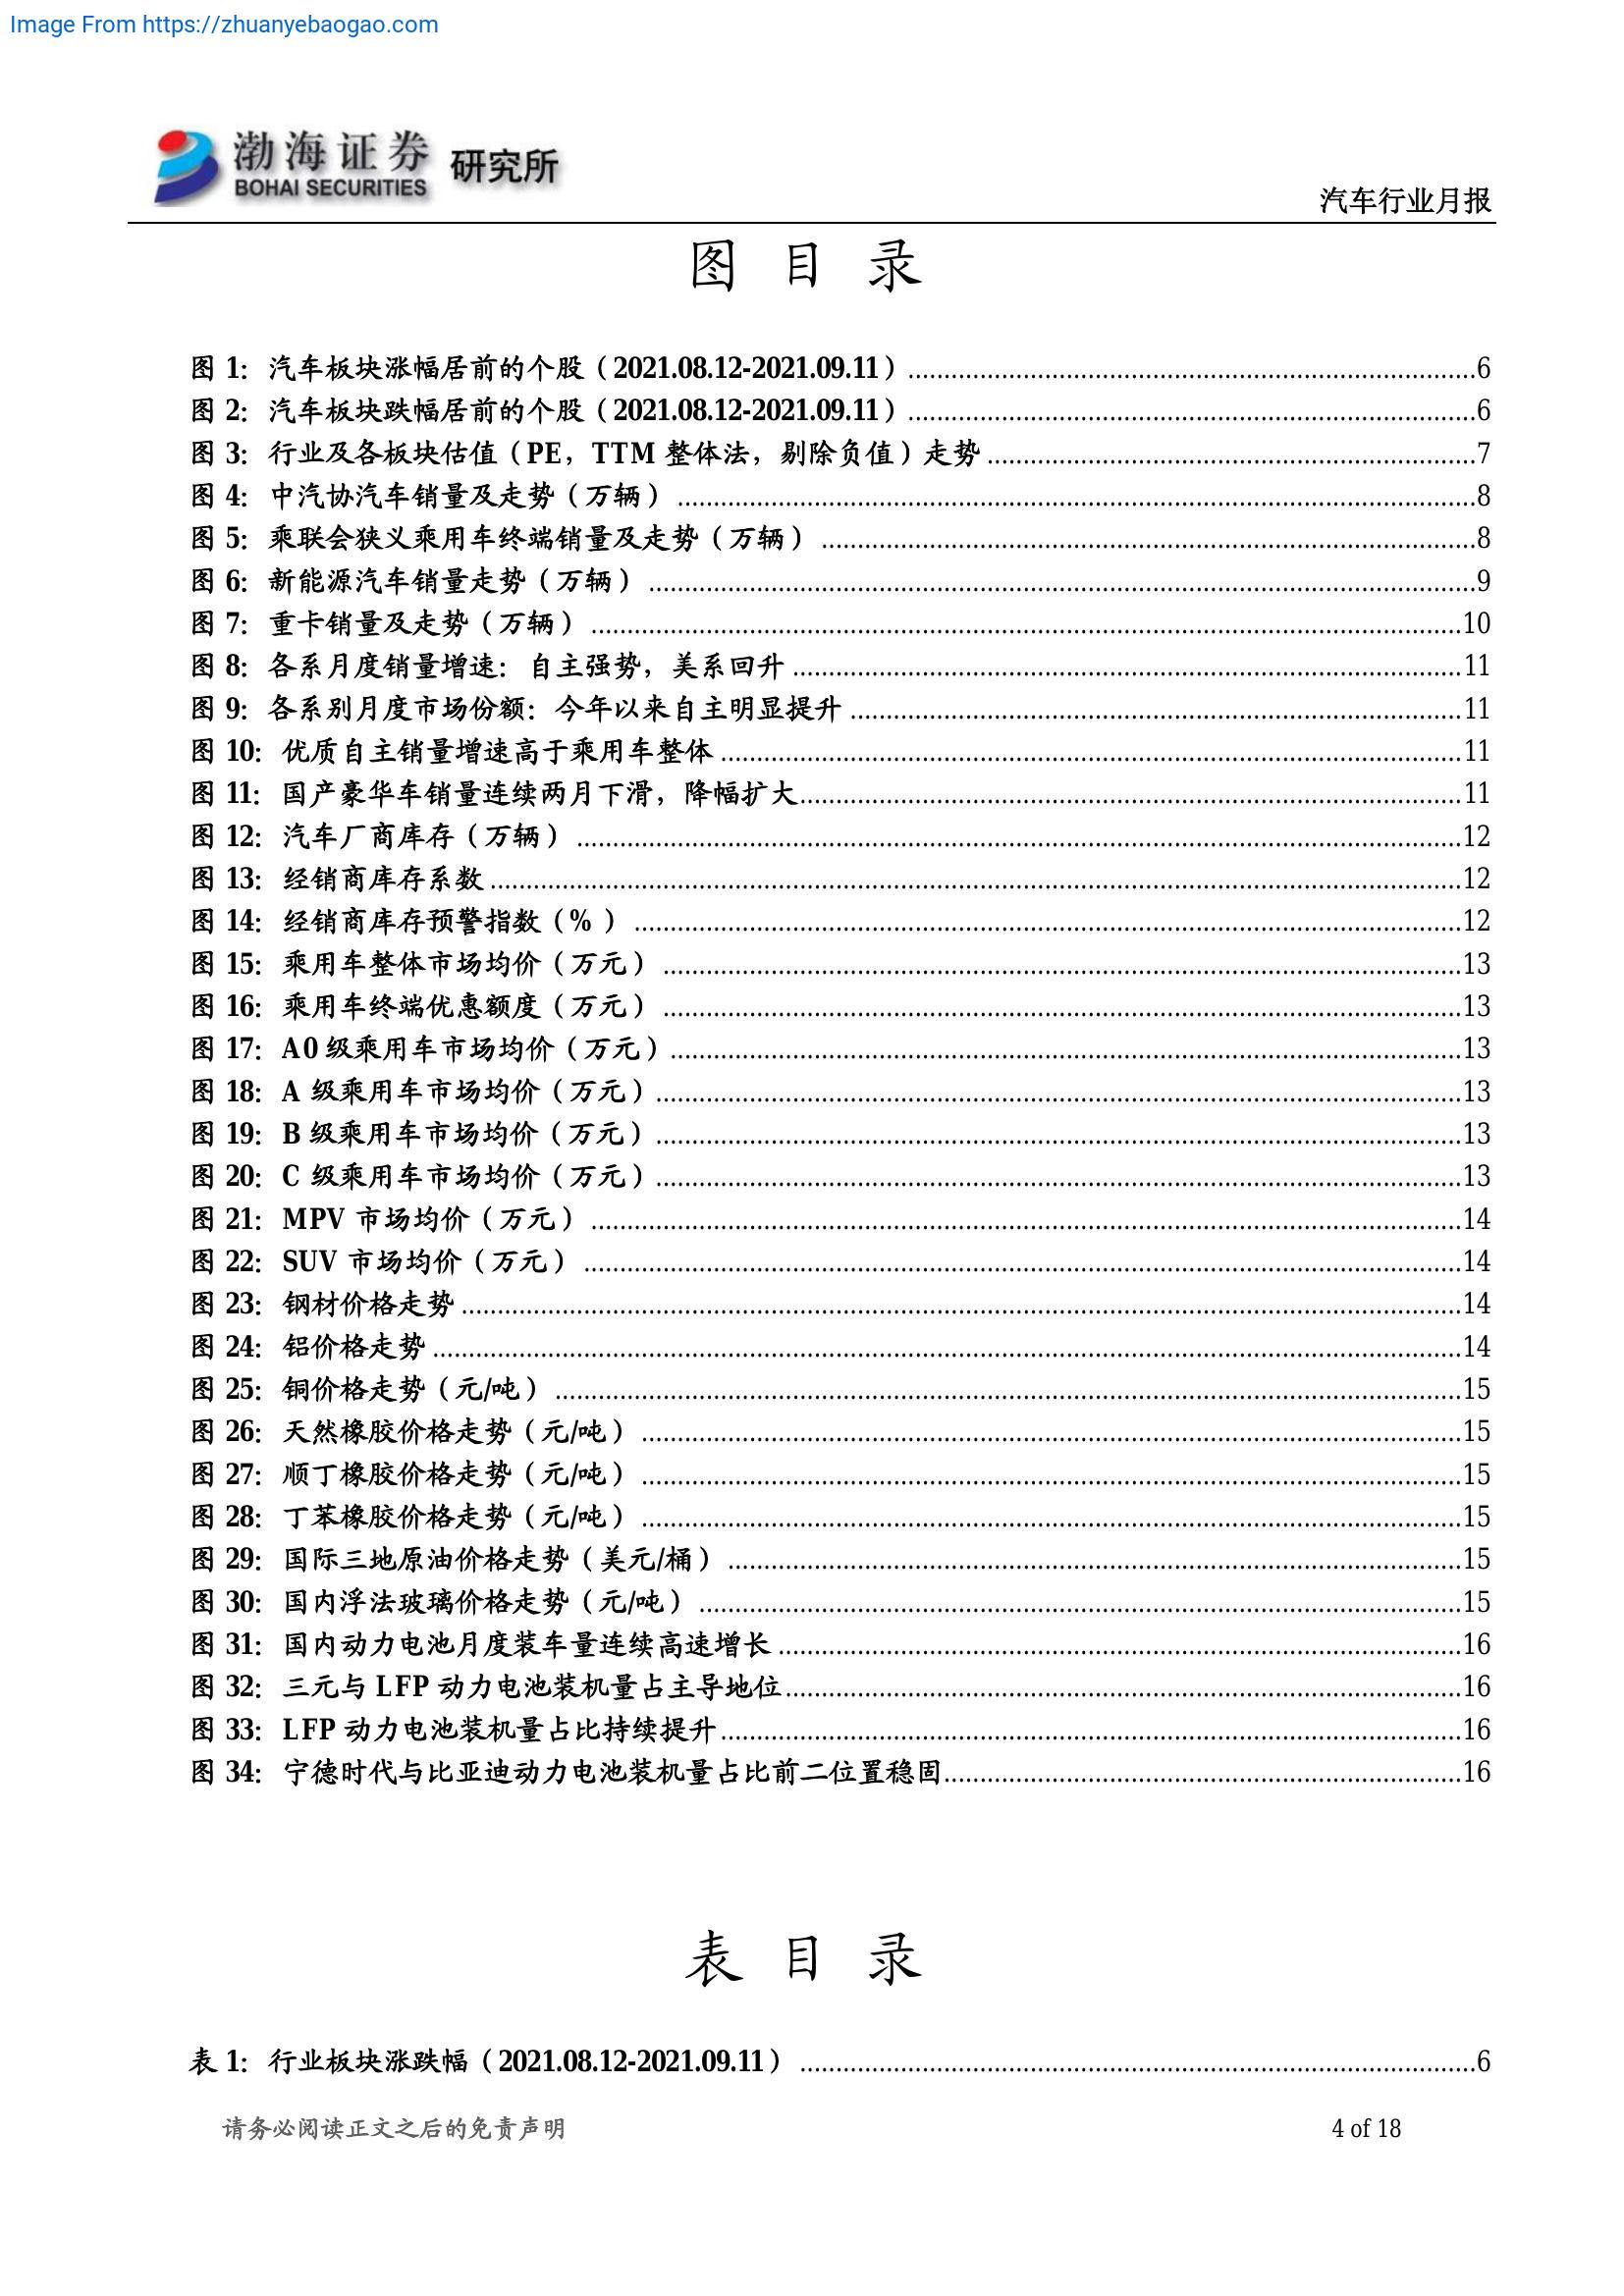 Image From https://zhuanyebaogao.com
渤海证券 研究所
BOHAI SECURITIES
汽车行业月报
图 目 录
图 1：汽车板块涨幅居前的个股（2021.08.12-2021.09.11）......6
图 2：汽车板块跌幅居前的个股（2021.08.12-2021.09.11）......6
图 3：行业及各板块估值（PE，TTM 整体法，剔除负值）走势......7
图 4：中汽协汽车销量及走势（万辆）......8
图 5：乘联会狭义乘用车终端销量及走势（万辆）......8
图 6：新能源汽车销量走势（万辆）......9
图 7：重卡销量及走势（万辆）......10
图 8：各系月度销量增速：自主强势，美系回升......11
图 9：各系别月度市场份额：今年以来自主明显提升......11
图 10：优质自主销量增速高于乘用车整体......11
图 11：国产豪华车销量连续两月下滑，降幅扩大......11
图 12：汽车厂商库存（万辆）......12
图 13：经销商库存系数......12
图 14：经销商库存预警指数（%）......12
图 15：乘用车整体市场均价（万元）......13
图 16：乘用车终端优惠额度（万元）......13
图 17：A0 级乘用车市场均价（万元）......13
图 18：A 级乘用车市场均价（万元）......13
图 19：B 级乘用车市场均价（万元）......13
图 20：C 级乘用车市场均价（万元）......13
图 21：MPV 市场均价（万元）......14
图 22：SUV 市场均价（万元）......14
图 23：钢材价格走势......14
图 24：铝价格走势......14
图 25：铜价格走势（元/吨）......15
图 26：天然橡胶价格走势（元/吨）......15
图 27：顺丁橡胶价格走势（元/吨）......15
图 28：丁苯橡胶价格走势（元/吨）......15
图 29：国际三地原油价格走势（美元/桶）......15
图 30：国内浮法玻璃价格走势（元/吨）......15
图 31：国内动力电池月度装车量连续高速增长......16
图 32：三元与 LFP 动力电池装机量占主导地位......16
图 33：LFP 动力电池装机量占比持续提升......16
图 34：宁德时代与比亚迪动力电池装机量占比前二位置稳固......16
表 目 录
表 1：行业板块涨跌幅（2021.08.12-2021.09.11）......6
请务必阅读正文之后的免责声明
4 of 18